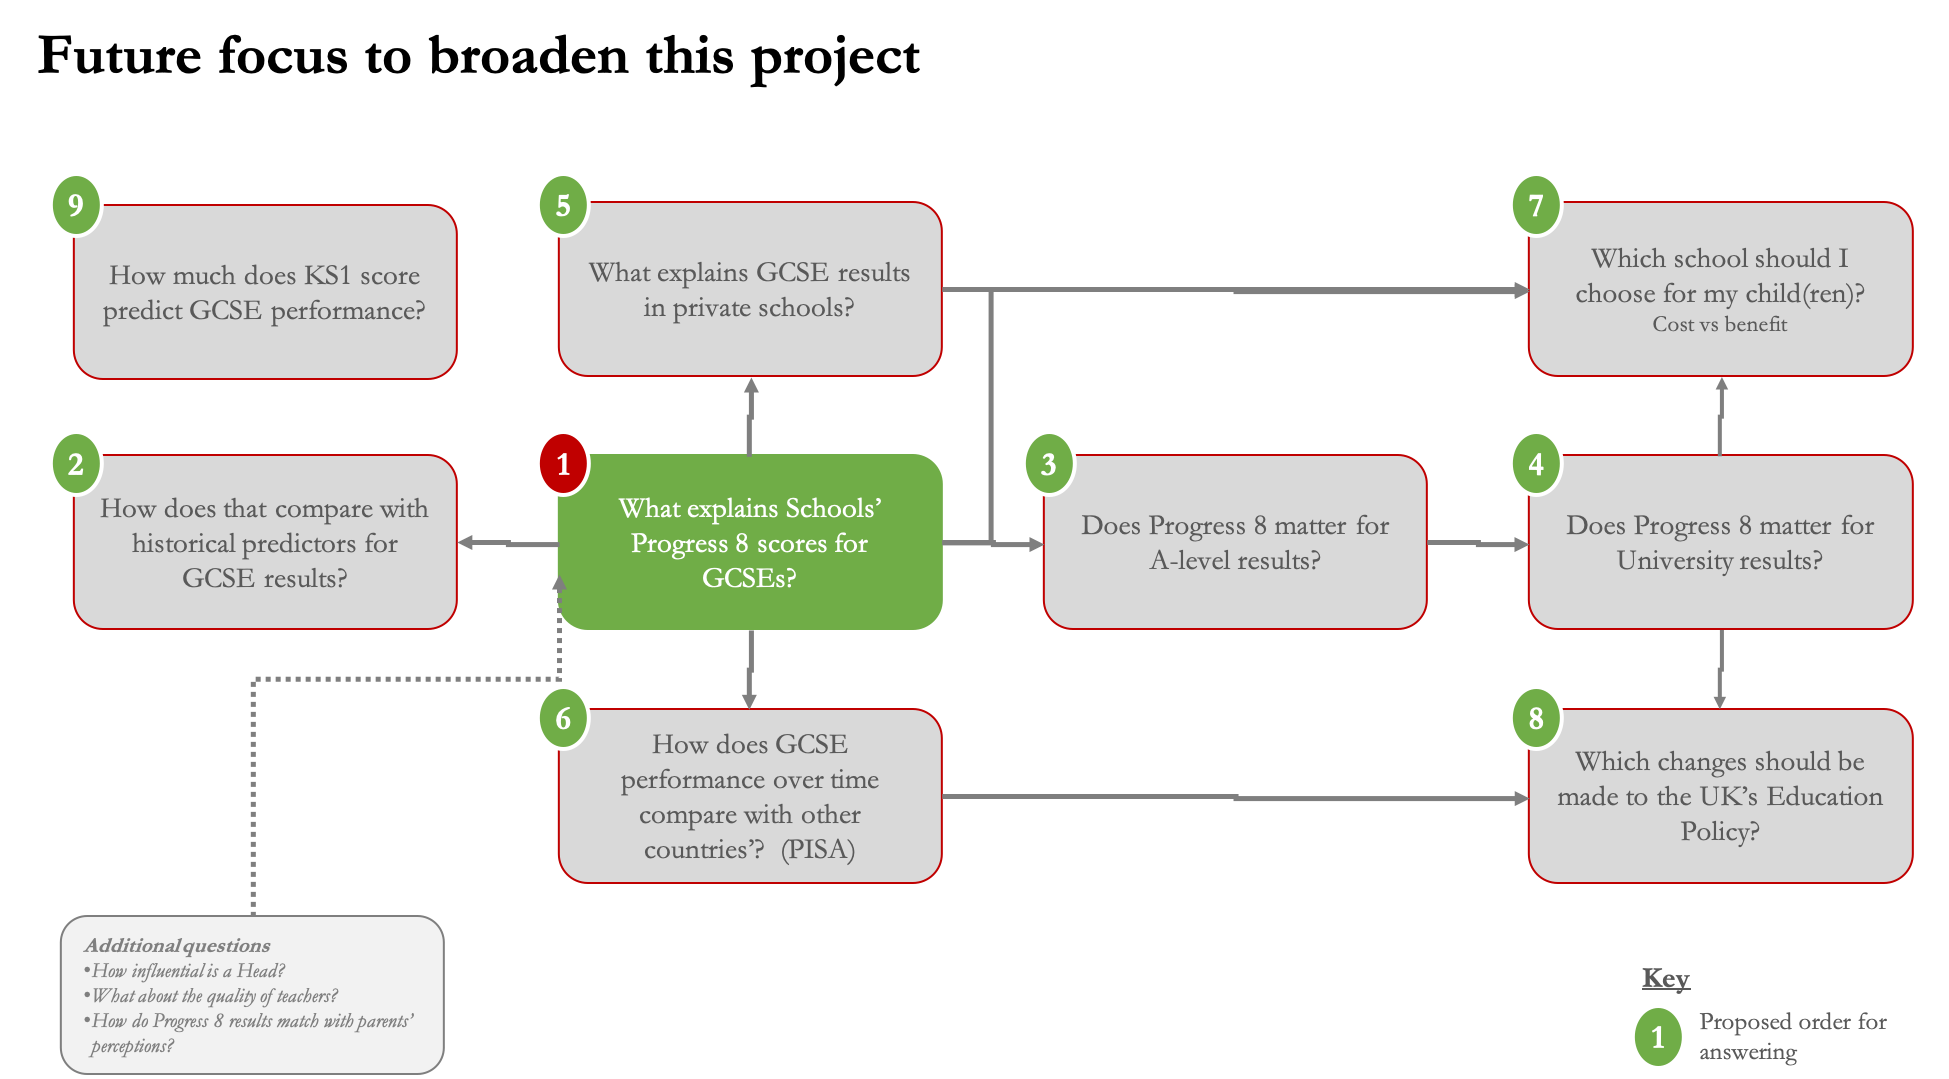 Future focus to broaden this project
9
How much does KS1 score
predict GCSE performance?
5
What explains GCSE results
in private schools?
7
Which school should I
choose for my child(ren)?
Cost vs benefit
2
How does that compare with
historical predictors for
GCSE results?
1
What explains Schools’
Progress 8 scores for
GCSEs?
3
Does Progress 8 matter for
A-level results?
4
Does Progress 8 matter for
University results?
6
How does GCSE
performance over time
compare with other
countries’? (PISA)
8
Which changes should be
made to the UK’s Education
Policy?
Additional questions
•How influential is a Head?
•What about the quality of teachers?
•How do Progress 8 results match with parents’
perceptions?
Key
1
Proposed order for
answering